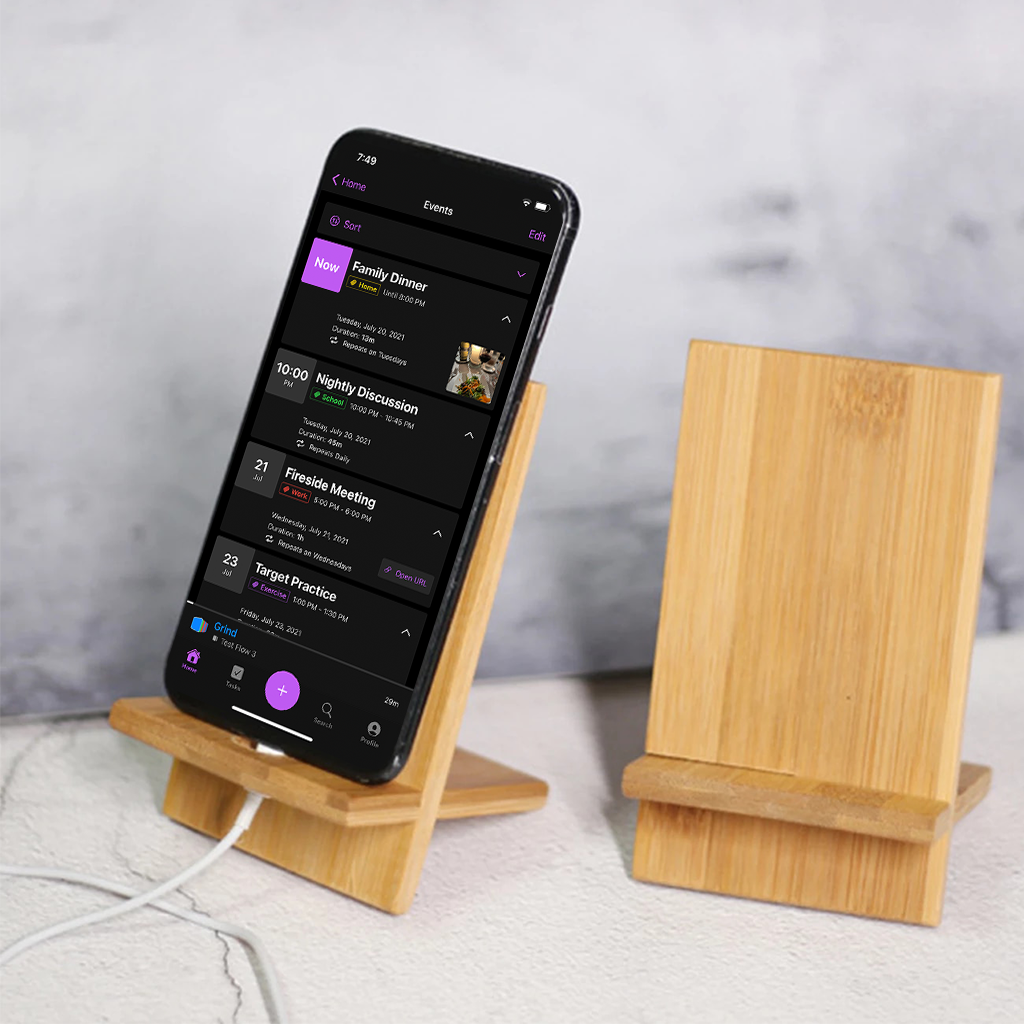 7:49
Home
Events
Edit
Sort
Now
Family Dinner
Home Until 8:00 PM
Tuesday, July 20, 2021
Duration: 13m
Repeats on Tuesdays
10:00
PM
Nightly Discussion
School 10:00 PM - 10:45 PM
Tuesday, July 20, 2021
Duration: 45m
Repeats Daily
21
Jul
Fireside Meeting
Work 5:00 PM - 6:00 PM
Wednesday, July 21, 2021
Duration: 1h
Repeats on Wednesdays
Open URL
23
Jul
Target Practice
Exercise 1:00 PM - 1:30 PM
Friday, July 23, 2021
Grind
Test Flow 3
29m
Home
Tasks
Search
Profile